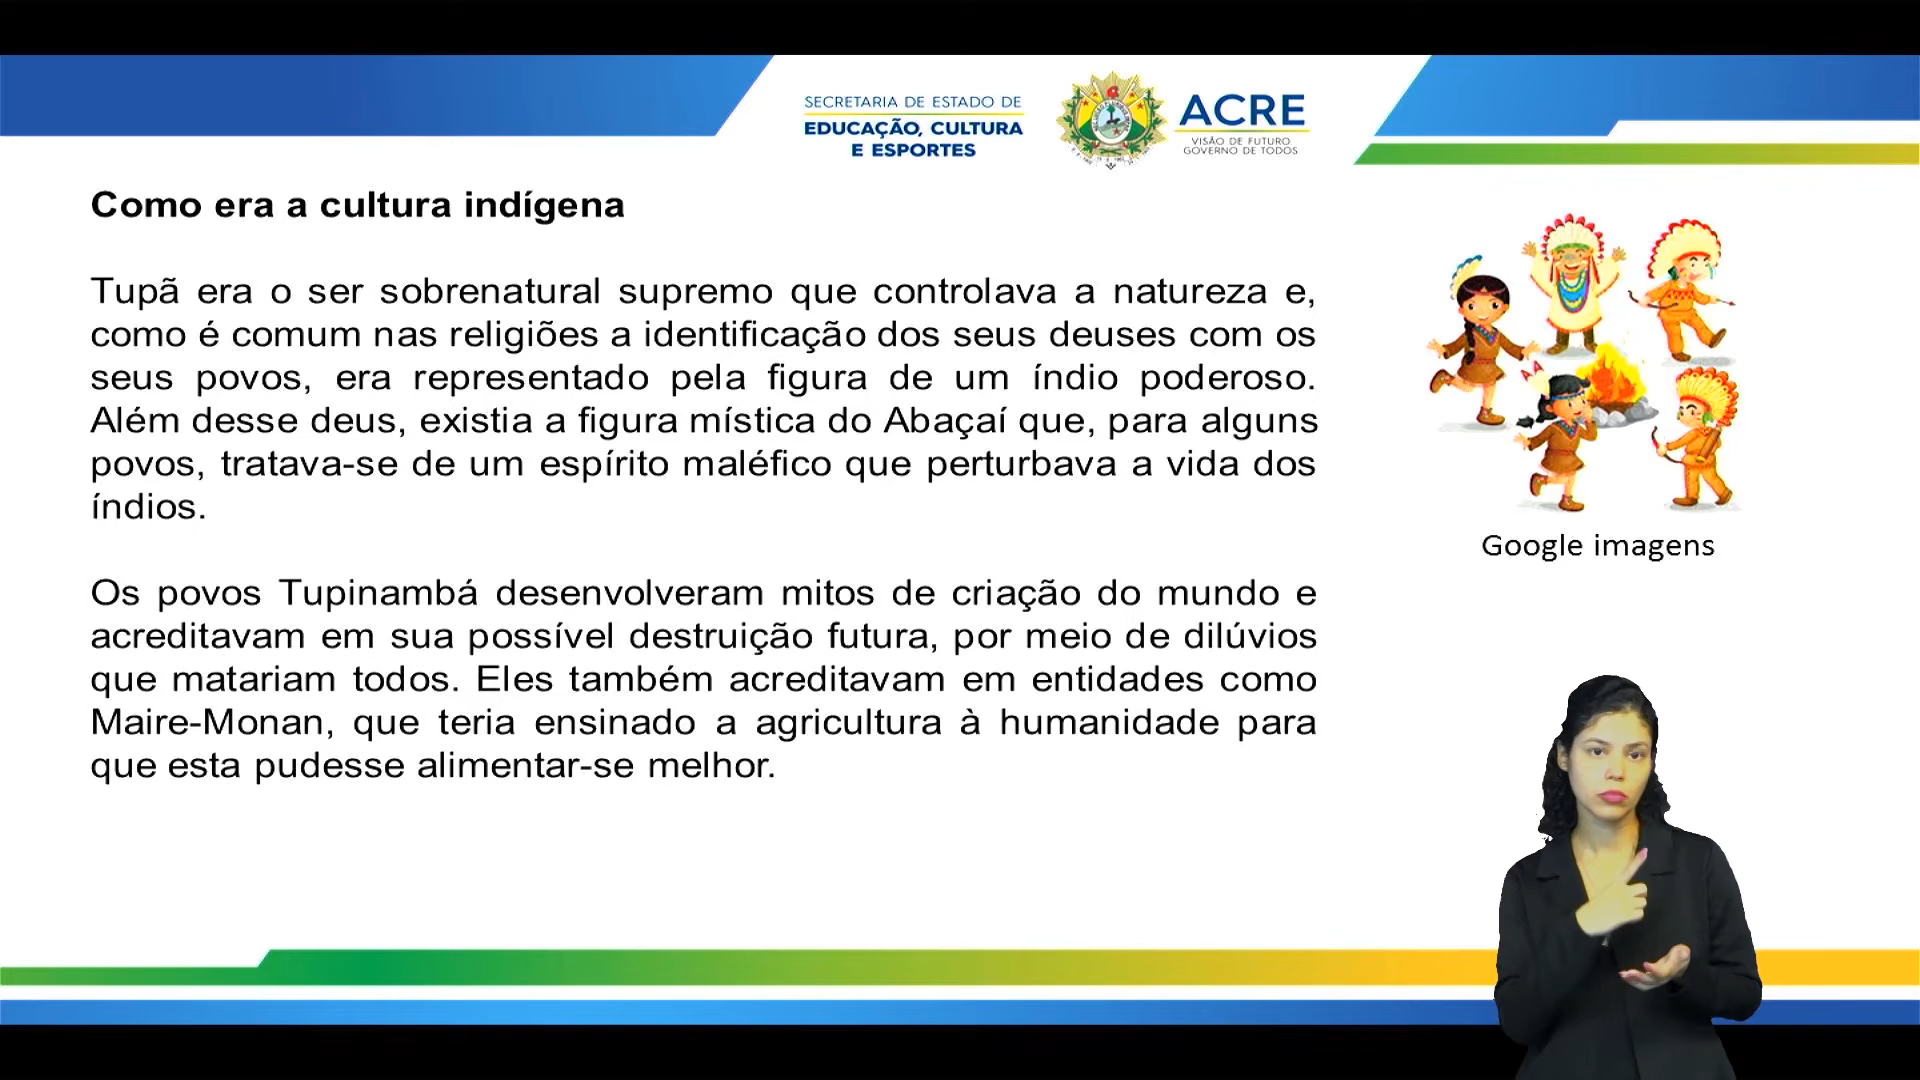 SECRETARIA DE ESTADO DE
EDUCAÇÃO, CULTURA
E ESPORTES
ACRE
VISÃO DE FUTURO
GOVERNO DE TODOS
Como era a cultura indígena
Tupã era o ser sobrenatural supremo que controlava a natureza e,
como é comum nas religiões a identificação dos seus deuses com os
seus povos, era representado pela figura de um índio poderoso.
Além desse deus, existia a figura mística do Abaçaí que, para alguns
povos, tratava-se de um espírito maléfico que perturbava a vida dos
índios.
Google imagens
Os povos Tupinambá desenvolveram mitos de criação do mundo e
acreditavam em sua possível destruição futura, por meio de dilúvios
que matariam todos. Eles também acreditavam em entidades como
Maire-Monan, que teria ensinado a agricultura à humanidade para
que esta pudesse alimentar-se melhor.